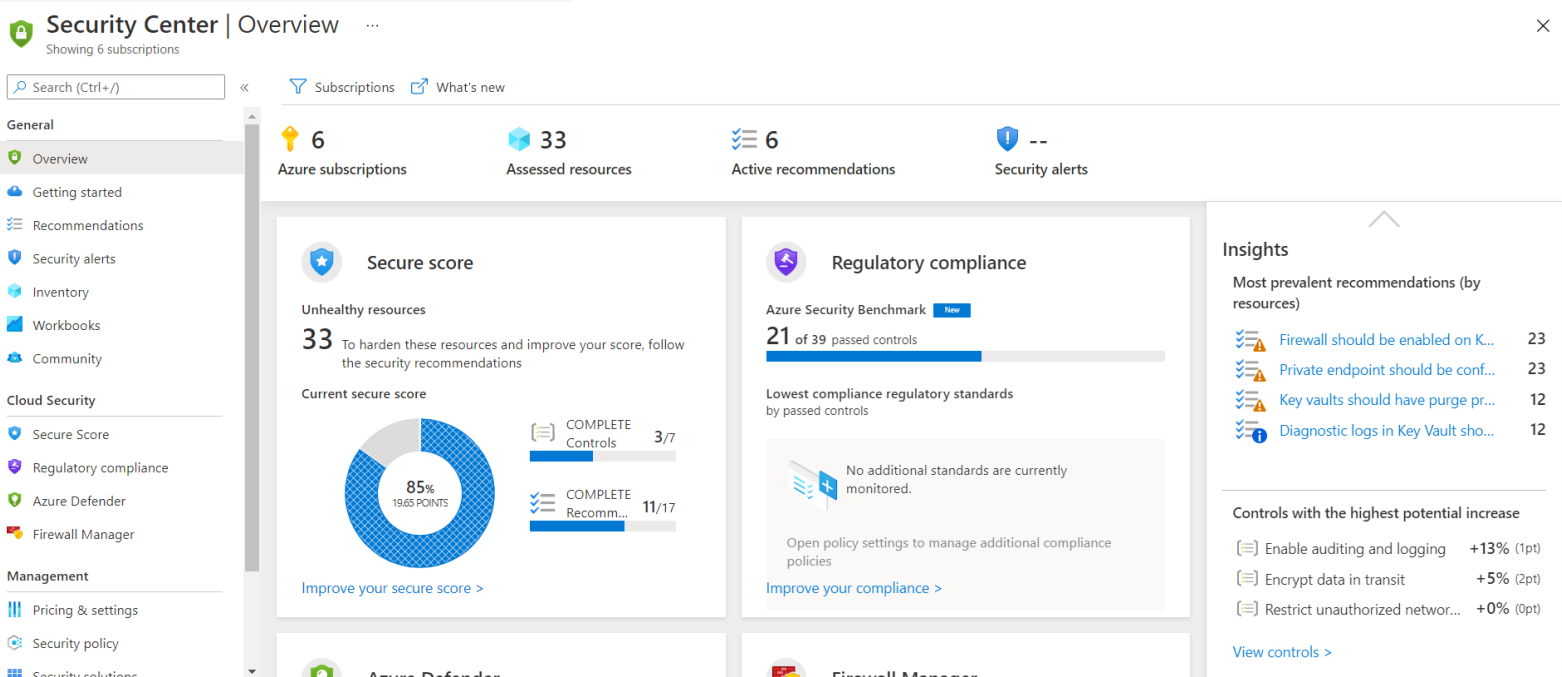 Security Center | Overview ...
Showing 6 subscriptions
Search (Ctrl+/)
«
General
Overview
Getting started
Recommendations
Security alerts
Inventory
Workbooks
Community
Cloud Security
Secure Score
Regulatory compliance
Azure Defender
Firewall Manager
Management
Pricing & settings
Security policy
Security solutions
Subscriptions
What's new
6
Azure subscriptions
33
Assessed resources
6
Active recommendations
--
Security alerts
Secure score
Unhealthy resources
33 To harden these resources and improve your score, follow
the security recommendations
Current secure score
85%
19.65 POINTS
COMPLETE
Controls 3/7
COMPLETE
Recomm... 11/17
Improve your secure score >
Regulatory compliance
Azure Security Benchmark New
21 of 39 passed controls
Lowest compliance regulatory standards
by passed controls
No additional standards are currently
monitored.
Open policy settings to manage additional compliance
policies
Improve your compliance >
Azure Defender
Firewall Manager
Insights
Most prevalent recommendations (by
resources)
Firewall should be enabled on K... 23
Private endpoint should be conf... 23
Key vaults should have purge pr... 12
Diagnostic logs in Key Vault sho... 12
Controls with the highest potential increase
Enable auditing and logging +13% (1pt)
Encrypt data in transit +5% (2pt)
Restrict unauthorized networ... +0% (0pt)
View controls >